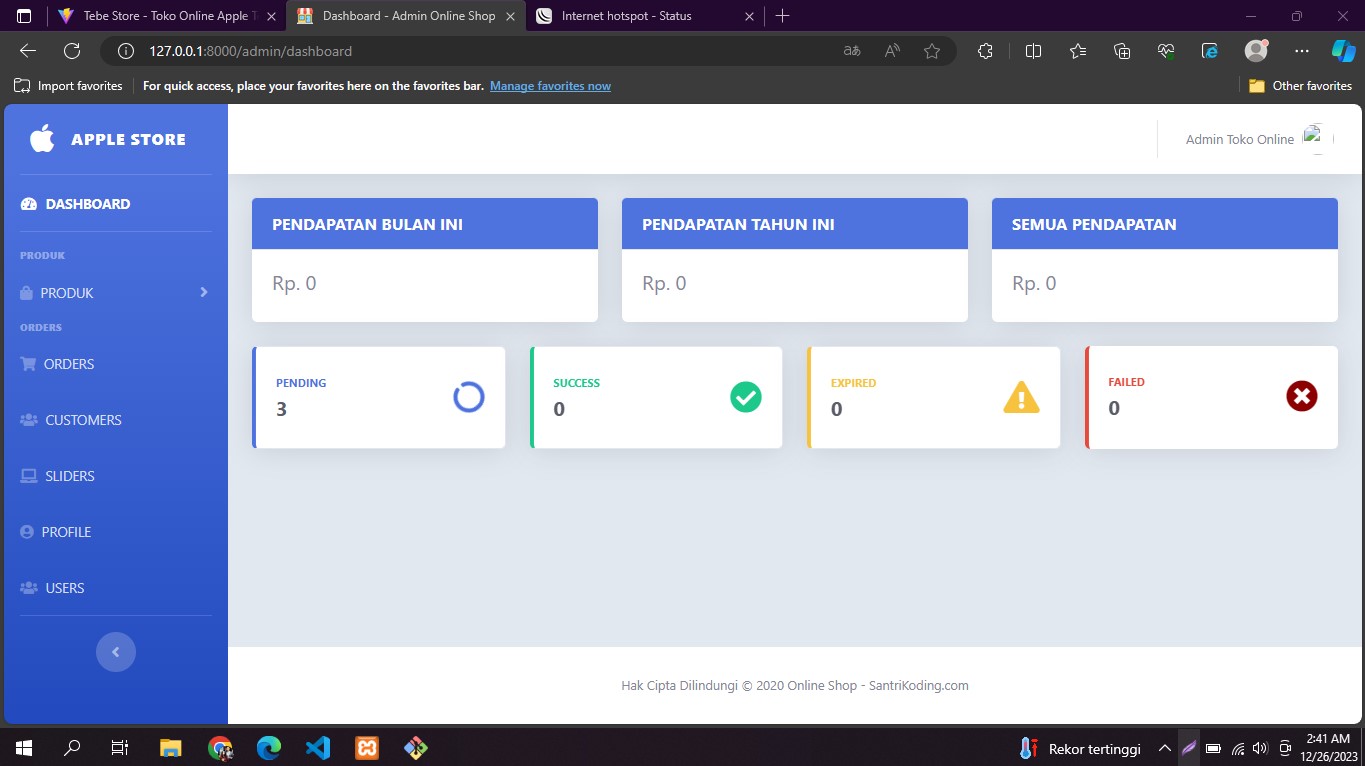 Tebe Store - Toko Online Apple T
Dashboard - Admin Online Shop
Internet hotspot - Status
127.0.0.1:8000/admin/dashboard
Import favorites
For quick access, place your favorites here on the favorites bar. Manage favorites now
Other favorites
APPLE STORE
Admin Toko Online
DASHBOARD
PRODUK
PRODUK
ORDERS
ORDERS
CUSTOMERS
SLIDERS
PROFILE
USERS
PENDAPATAN BULAN INI
Rp. 0
PENDAPATAN TAHUN INI
Rp. 0
SEMUA PENDAPATAN
Rp. 0
PENDING
3
SUCCESS
0
EXPIRED
0
FAILED
0
Hak Cipta Dilindungi © 2020 Online Shop - SantriKoding.com
Rekor tertinggi
2:41 AM
12/26/2023